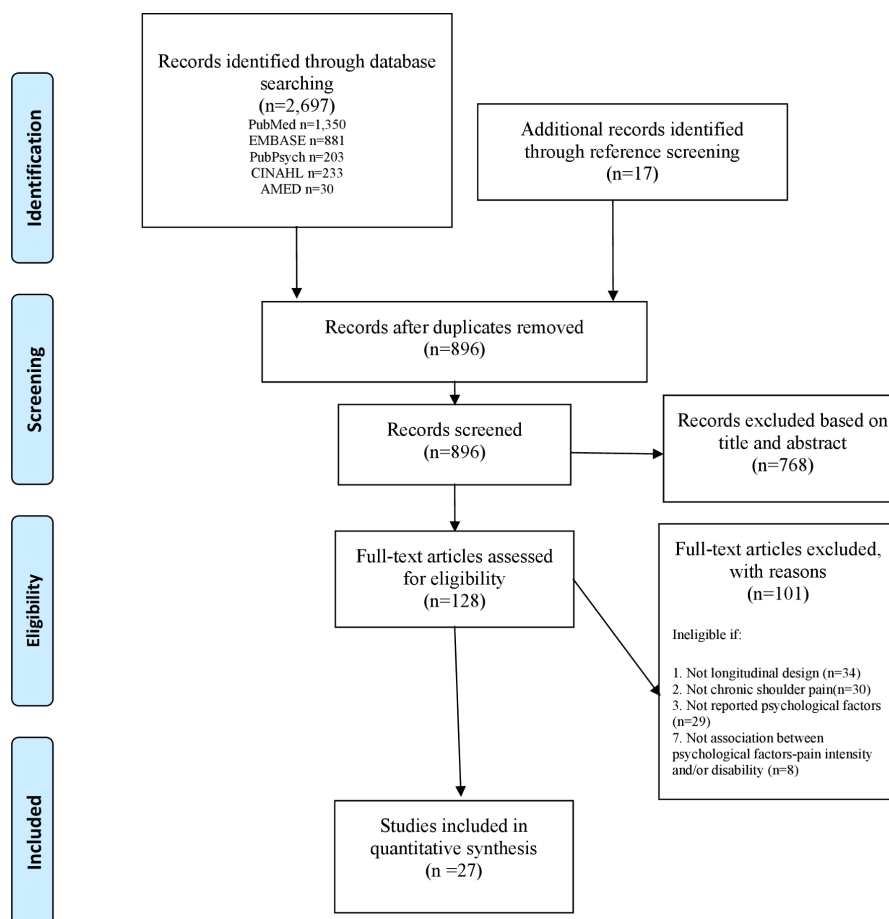 Identification
Records identified through database
searching
(n=2,697)
PubMed n=1,350
EMBASE n=881
PubPsych n=203
CINAHL n=233
AMED n=30
Additional records identified
through reference screening
(n=17)
Screening
Records after duplicates removed
(n=896)
Records screened
(n=896)
Records excluded based on
title and abstract
(n=768)
Eligibility
Full-text articles assessed
for eligibility
(n=128)
Full-text articles excluded,
with reasons
(n=101)
Ineligible if:
1. Not longitudinal design (n=34)
2. Not chronic shoulder pain(n=30)
3. Not reported psychological factors
(n=29)
7. Not association between
psychological factors-pain intensity
and/or disability (n=8)
Included
Studies included in
quantitative synthesis
(n =27)